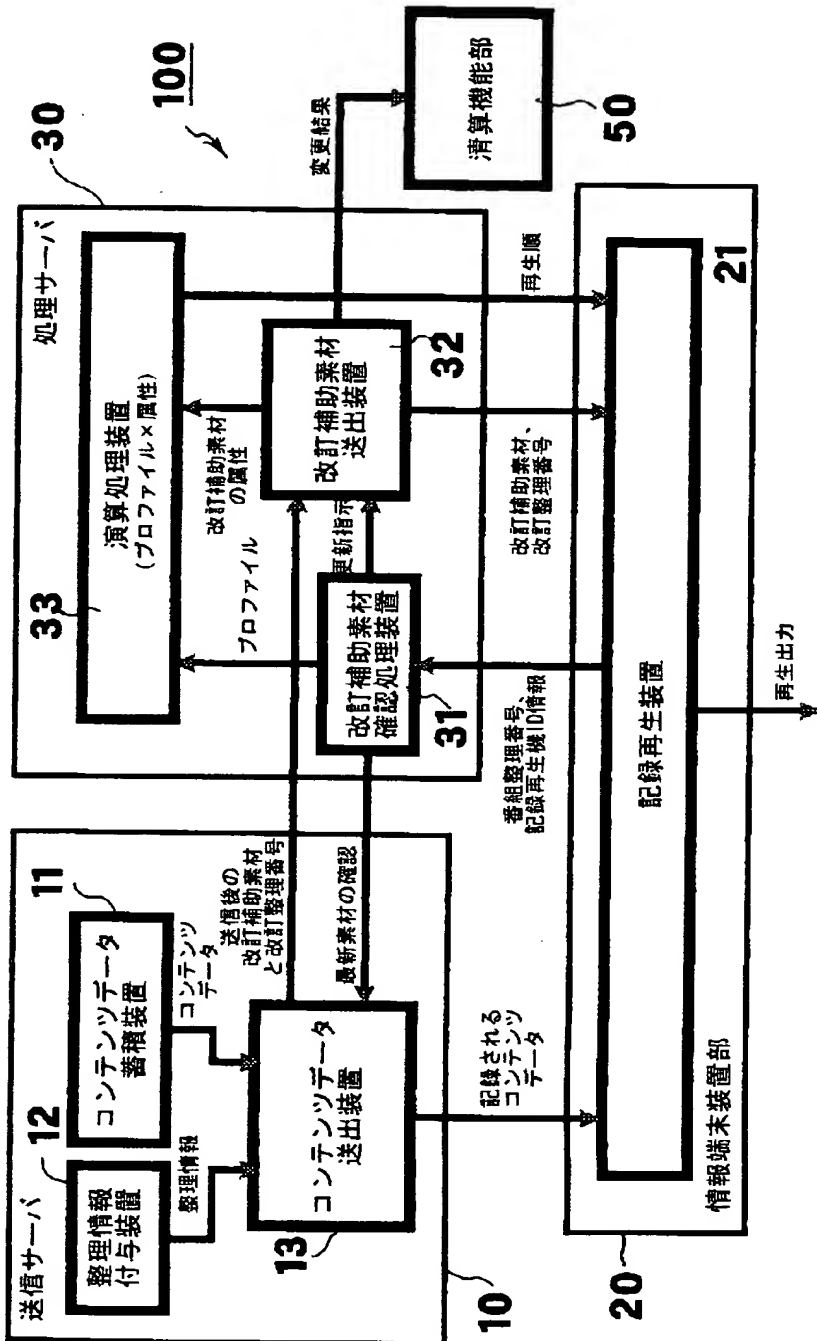 100
30
処理サーバ
33
演算処理装置
(プロファイル×属性)
プロファイル
改訂補助素材
の属性
変更結果
清算機能部
50
改訂補助素材
確認処理装置
31
更新指示
改訂補助素材
送出装置
32
再生順
送信サーバ
12
整理情報
付与装置
11
コンテンツデータ
蓄積装置
整理情報
コンテンツ
データ
コンテンツデータ
送出装置
13
10
送信後の
改訂補助素材
と改訂整理番号
最新素材の確認
記録される
コンテンツ
データ
番組整理番号、
記録再生機ID情報
改訂補助素材、
改訂整理番号
記録再生装置
21
情報端末装置部
20
再生出力